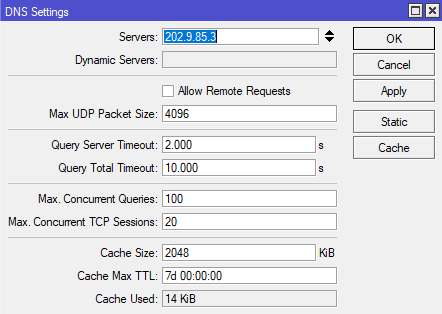 DNS Settings
Servers: 202.9.85.3
OK
Dynamic Servers:
Cancel
Allow Remote Requests
Apply
Max UDP Packet Size: 4096
Static
Query Server Timeout: 2.000 s
Cache
Query Total Timeout: 10.000 s
Max. Concurrent Queries: 100
Max. Concurrent TCP Sessions: 20
Cache Size: 2048 KiB
Cache Max TTL: 7d 00:00:00
Cache Used: 14 KiB